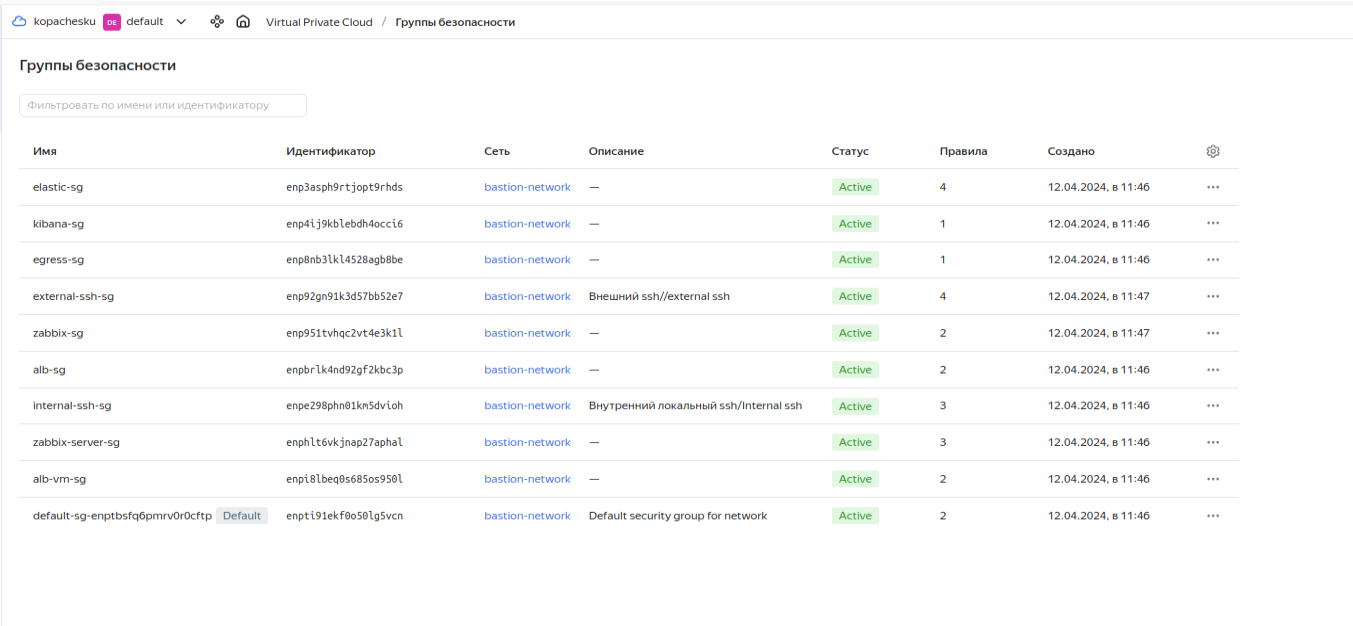 kopachesku DE default Virtual Private Cloud / Группы безопасности
Группы безопасности
Фильтровать по имени или идентификатору
Имя Идентификатор Сеть Описание Статус Правила Создано
elastic-sg enp3asph9rtjopt9rhds bastion-network — Active 4 12.04.2024, в 11:46
kibana-sg enp4ij9kblebdh4occi6 bastion-network — Active 1 12.04.2024, в 11:46
egress-sg enp8nb3lkl4528agb8be bastion-network — Active 1 12.04.2024, в 11:46
external-ssh-sg enp92gn91k3d57bb52e7 bastion-network Внешний ssh//external ssh Active 4 12.04.2024, в 11:47
zabbix-sg enp951tvhqc2vt4e3k1l bastion-network — Active 2 12.04.2024, в 11:47
alb-sg enpbrlk4nd92gf2kbc3p bastion-network — Active 2 12.04.2024, в 11:46
internal-ssh-sg enpe298phn01km5dvioh bastion-network Внутренний локальный ssh/Internal ssh Active 3 12.04.2024, в 11:46
zabbix-server-sg enphlt6vkjnap27aphal bastion-network — Active 3 12.04.2024, в 11:46
alb-vm-sg enpi8lbeq0s685os950l bastion-network — Active 2 12.04.2024, в 11:46
default-sg-enptbsfq6pmrv0r0cftp Default enpti91ekf0o50lg5vcn bastion-network Default security group for network Active 2 12.04.2024, в 11:46